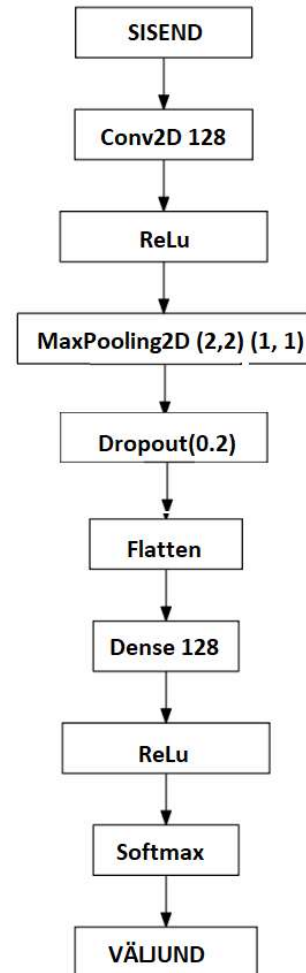 SISEND
Conv2D 128
ReLu
MaxPooling2D (2,2) (1, 1)
Dropout(0.2)
Flatten
Dense 128
ReLu
Softmax
VÄLJUND